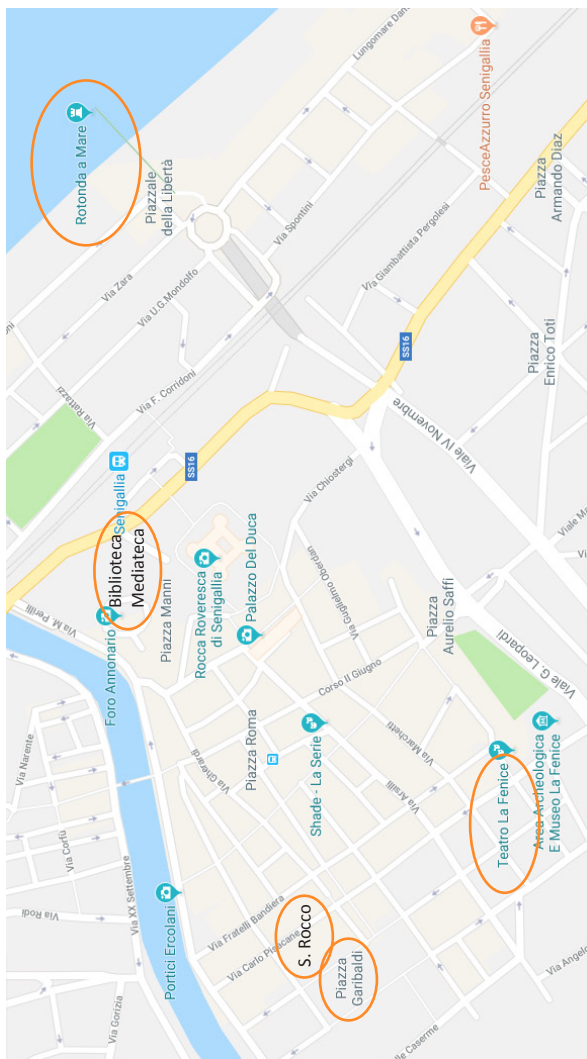 Via Gorizia
Via Rodi
Via Corfù
Via Narente
Via XX Settembre
Via M. Perilli
oni
Rotonda a Mare
Via Rattazzi
Via Zara
Foro Annonario
Biblioteca
Mediateca
Senigallia
Portici Ercolani
Piazza Manni
Via F. Corridoni
Via U.G.Mondolfo
Piazzale
della Libertà
SS16
Via Gherardi
Rocca Roveresca
di Senigallia
Palazzo Del Duca
Piazza Roma
Via Fratelli Bandiera
Via Carlo Pisacane
S. Rocco
Via Spontini
Shade - La Serie
Via Chiostergi
Via Guglielmo Oberdan
Corso II Giugno
Piazza
Garibaldi
Lungomare Dan
Via Marchetti
Via Arsilli
SS16
Via Giambattista Pergolesi
alle Caserme
Piazza
Aurelio Saffi
Viale IV Novembre
PesceAzzurro Senigallia
Teatro La Fenice
Viale G. Leopardi
Piazza
Enrico Toti
Piazza
Armando Diaz
Area Archeologica
E Museo La Fenice
Via Angelo
Viale M